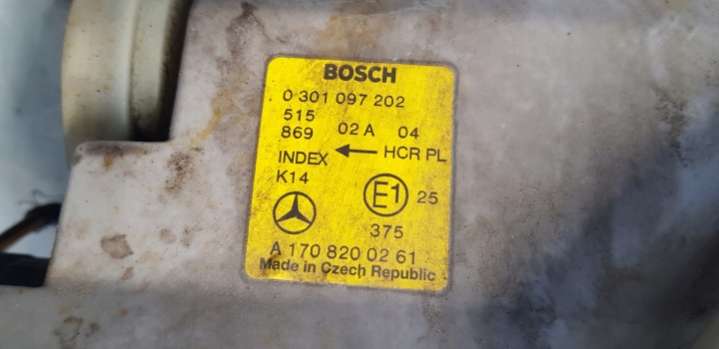 BOSCH
0 301 097 202
515
869 02 A 04
INDEX ← HCR PL
K14
E1 25
375
A 170 820 02 61
Made in Czech Republic